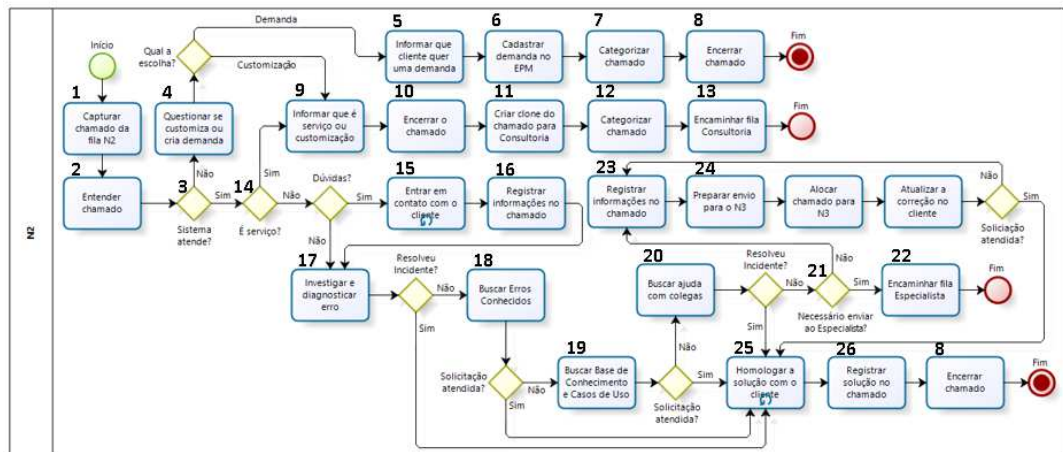 N2
Início
1
Capturar
chamado da
fila N2
2
Entender
chamado
3
Sistema
atende?
Não
Sim
4
Questionar se
customiza ou
cria demanda
Qual a
escolha?
Demanda
Customização
5
Informar que
cliente quer
uma demanda
6
Cadastrar
demanda no
EPM
7
Categorizar
chamado
8
Encerrar
chamado
Fim
9
Informar que é
serviço ou
customização
10
Encerrar o
chamado
11
Criar clone do
chamado para
Consultoria
12
Categorizar
chamado
13
Encaminhar fila
Consultoria
Fim
14
É serviço?
Sim
Não
Dúvidas?
Sim
Não
15
Entrar em
contato com o
cliente
16
Registrar
informações no
chamado
17
Investigar e
diagnosticar
erro
Resolveu
Incidente?
Não
Sim
18
Buscar Erros
Conhecidos
Solicitação
atendida?
Não
Sim
19
Buscar Base de
Conhecimento
e Casos de Uso
Solicitação
atendida?
Não
Sim
20
Buscar ajuda
com colegas
Resolveu
Incidente?
Não
Sim
21
Necessário enviar
ao Especialista?
Não
Sim
22
Encaminhar fila
Especialista
Fim
23
Registrar
informações no
chamado
24
Preparar envio
para o N3
Alocar
chamado para
N3
Atualizar a
correção no
cliente
Soliciação
atendida?
Não
Sim
25
Homologar a
solução com o
cliente
26
Registrar
solução no
chamado
8
Encerrar
chamado
Fim